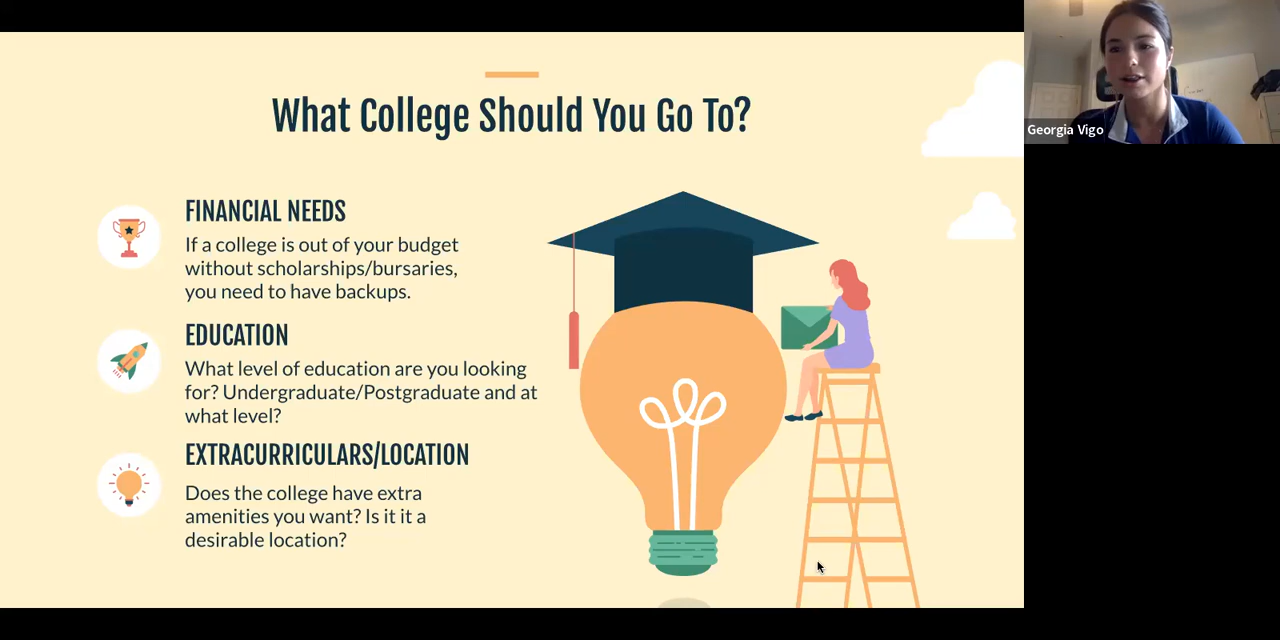 What College Should You Go To?
FINANCIAL NEEDS
If a college is out of your budget
without scholarships/bursaries,
you need to have backups.
EDUCATION
What level of education are you looking
for? Undergraduate/Postgraduate and at
what level?
EXTRACURRICULARS/LOCATION
Does the college have extra
amenities you want? Is it it a
desirable location?
Georgia Vigo